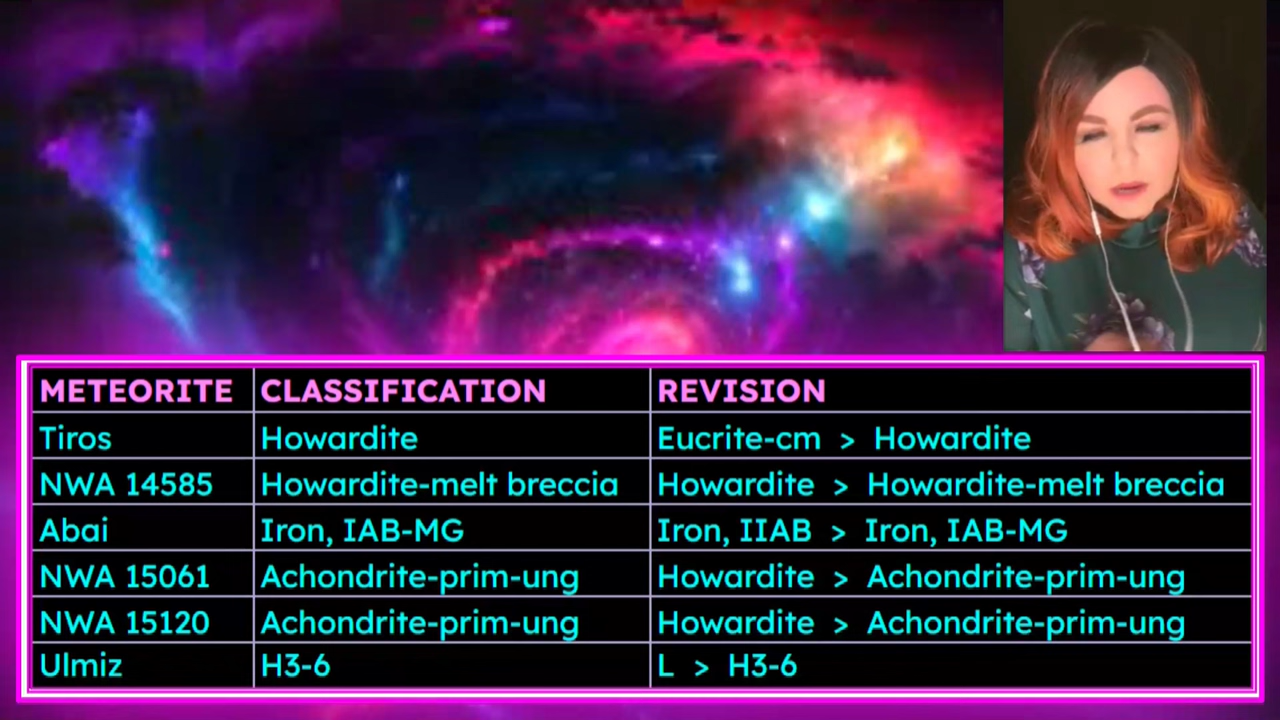 METEORITE CLASSIFICATION REVISION
Tiros Howardite Eucrite-cm > Howardite
NWA 14585 Howardite-melt breccia Howardite > Howardite-melt breccia
Abai Iron, IAB-MG Iron, IIAB > Iron, IAB-MG
NWA 15061 Achondrite-prim-ung Howardite > Achondrite-prim-ung
NWA 15120 Achondrite-prim-ung Howardite > Achondrite-prim-ung
Ulmiz H3-6 L > H3-6